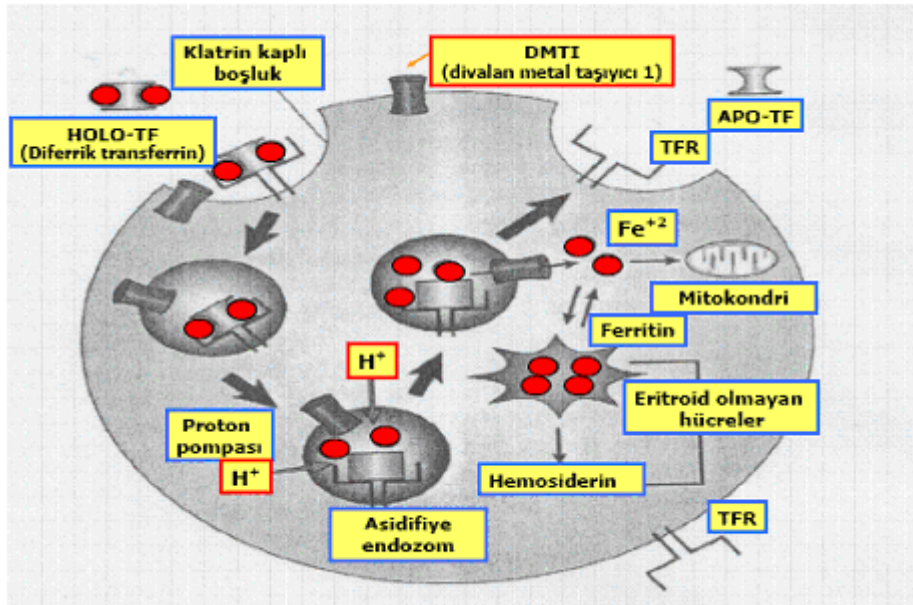 Klatrin kaplı
boşluk
DMTI
(divalan metal taşıyıcı 1)
APO-TF
HOLO-TF
(Diferrik transferrin)
TFR
Fe+2
Mitokondri
Ferritin
H+
Eritroid olmayan
hücreler
Proton
pompası
H+
Hemosiderin
Asidifiye
endozom
TFR